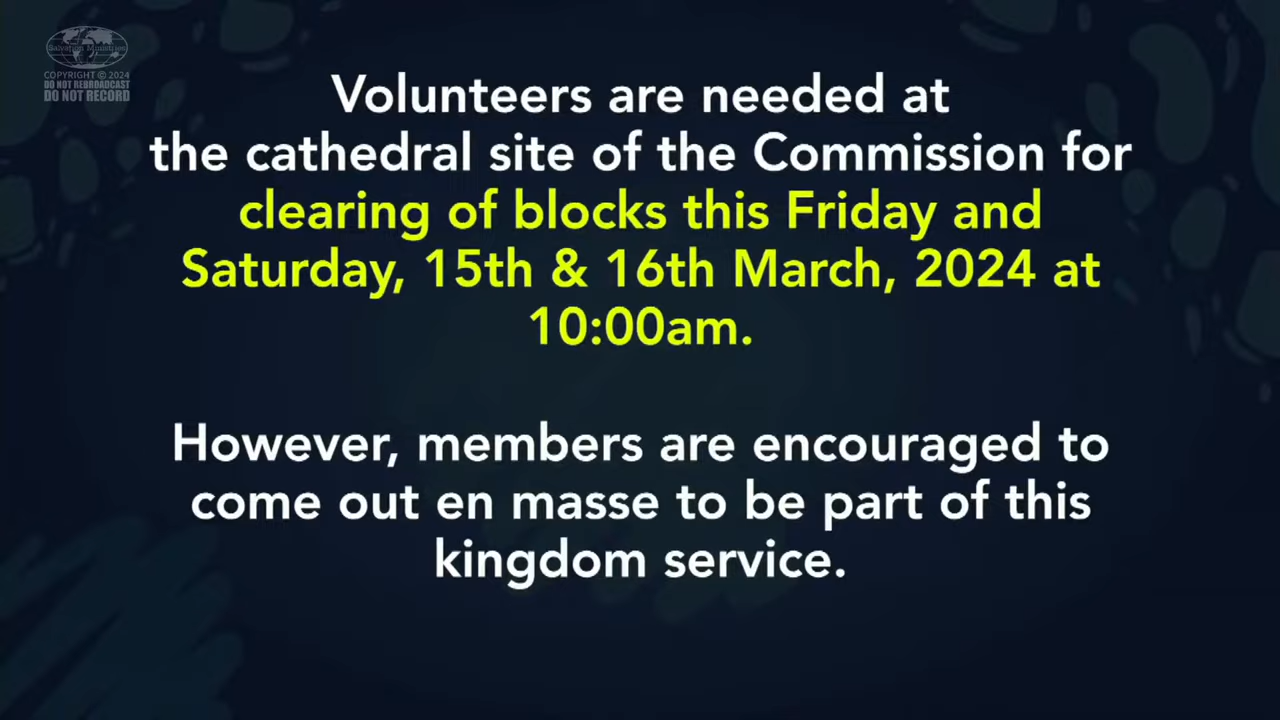 Salvation Ministries
COPYRIGHT © 2024
DO NOT REBROADCAST
DO NOT RECORD
Volunteers are needed at
the cathedral site of the Commission for
clearing of blocks this Friday and
Saturday, 15th & 16th March, 2024 at
10:00am.
However, members are encouraged to
come out en masse to be part of this
kingdom service.